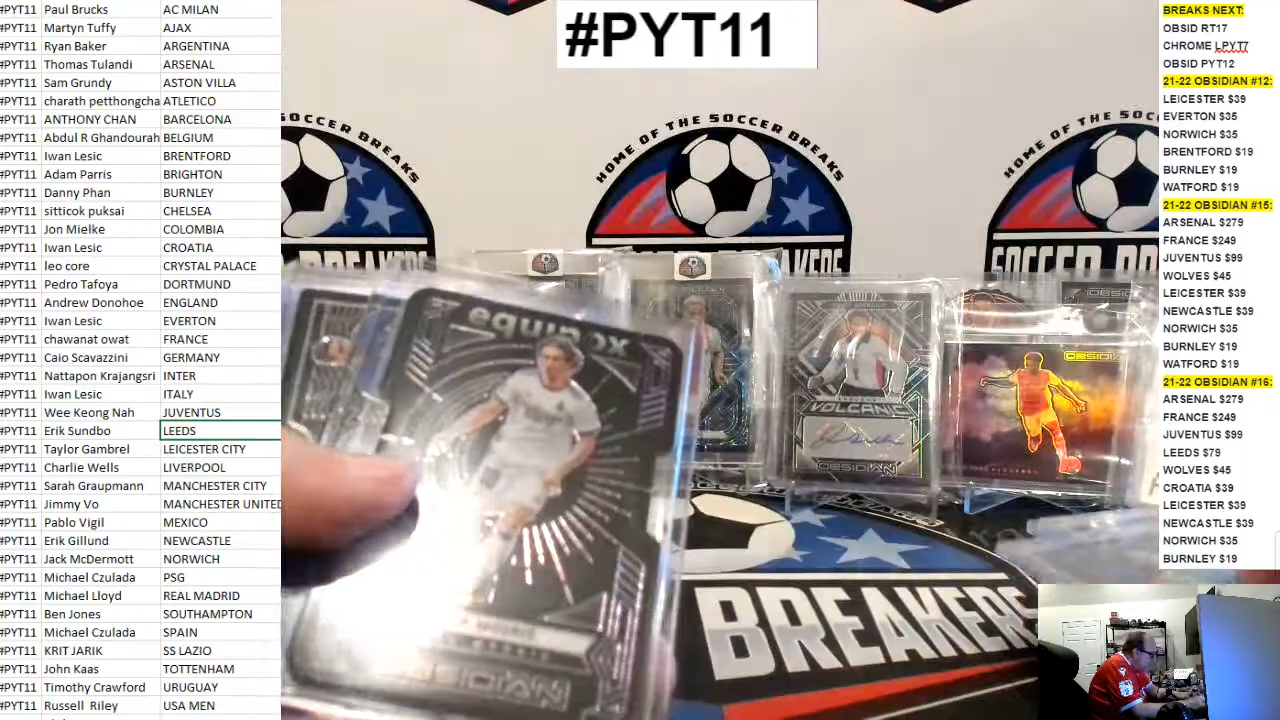 #PYT11 Paul Brucks AC MILAN
#PYT11 Martyn Tuffy AJAX
#PYT11 Ryan Baker ARGENTINA
#PYT11 Thomas Tulandi ARSENAL
#PYT11 Sam Grundy ASTON VILLA
#PYT11 charath petthongcha ATLETICO
#PYT11 ANTHONY CHAN BARCELONA
#PYT11 Abdul R Ghandourah BELGIUM
#PYT11 Iwan Lesic BRENTFORD
#PYT11 Adam Parris BRIGHTON
#PYT11 Danny Phan BURNLEY
#PYT11 sitticok puksai CHELSEA
#PYT11 Jon Mielke COLOMBIA
#PYT11 Iwan Lesic CROATIA
#PYT11 leo core CRYSTAL PALACE
#PYT11 Pedro Tafoya DORTMUND
#PYT11 Andrew Donohoe ENGLAND
#PYT11 Iwan Lesic EVERTON
#PYT11 chawanat owat FRANCE
#PYT11 Caio Scavazzini GERMANY
#PYT11 Nattapon Krajangsri INTER
#PYT11 Iwan Lesic ITALY
#PYT11 Wee Keong Nah JUVENTUS
#PYT11 Erik Sundbo LEEDS
#PYT11 Taylor Gambrel LEICESTER CITY
#PYT11 Charlie Wells LIVERPOOL
#PYT11 Sarah Graupmann MANCHESTER CITY
#PYT11 Jimmy Vo MANCHESTER UNITED
#PYT11 Pablo Vigil MEXICO
#PYT11 Erik Gillund NEWCASTLE
#PYT11 Jack McDermott NORWICH
#PYT11 Michael Czulada PSG
#PYT11 Michael Lloyd REAL MADRID
#PYT11 Ben Jones SOUTHAMPTON
#PYT11 Michael Czulada SPAIN
#PYT11 KRIT JARIK SS LAZIO
#PYT11 John Kaas TOTTENHAM
#PYT11 Timothy Crawford URUGUAY
#PYT11 Russell Riley USA MEN
#PYT11
HOME OF THE SOCCER BREAKS
SOCCER BREAKERS
HOME OF THE
SOCCER
equinox
OBSIDIAN
VOLCANIC
OBSIDIAN
OBSIDIAN
BREAKERS
BREAKS NEXT:
OBSID RT17
CHROME LPYT7
OBSID PYT12
21-22 OBSIDIAN #12:
LEICESTER $39
EVERTON $35
NORWICH $35
BRENTFORD $19
BURNLEY $19
WATFORD $19
21-22 OBSIDIAN #15:
ARSENAL $279
FRANCE $249
JUVENTUS $99
WOLVES $45
LEICESTER $39
NEWCASTLE $39
NORWICH $35
BURNLEY $19
WATFORD $19
21-22 OBSIDIAN #16:
ARSENAL $279
FRANCE $249
JUVENTUS $99
LEEDS $79
WOLVES $45
CROATIA $39
LEICESTER $39
NEWCASTLE $39
NORWICH $35
BURNLEY $19